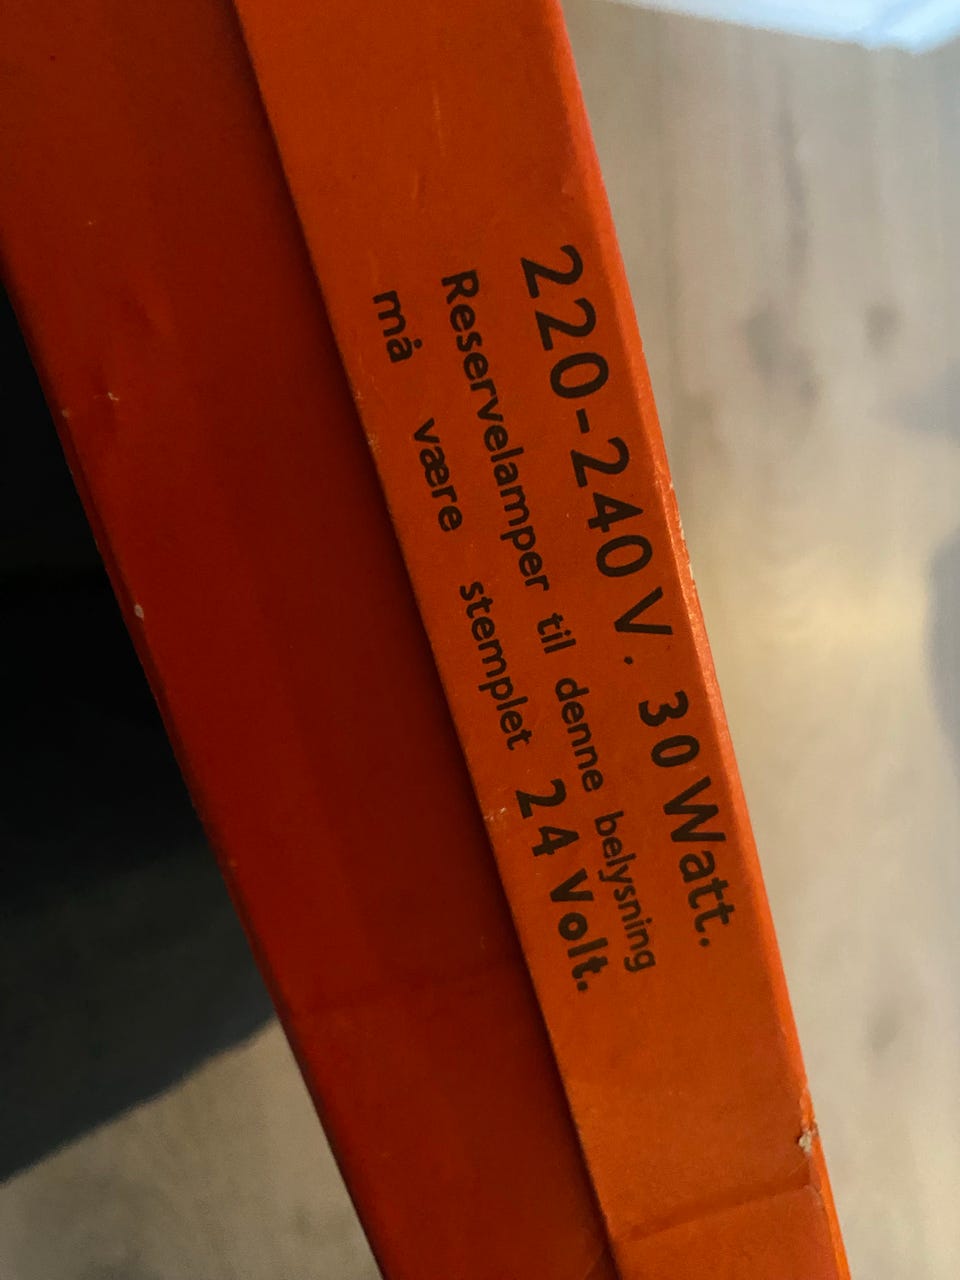 220-240 V. 30 Watt.
Reservelamper til denne belysning
må være stemplet 24 Volt.